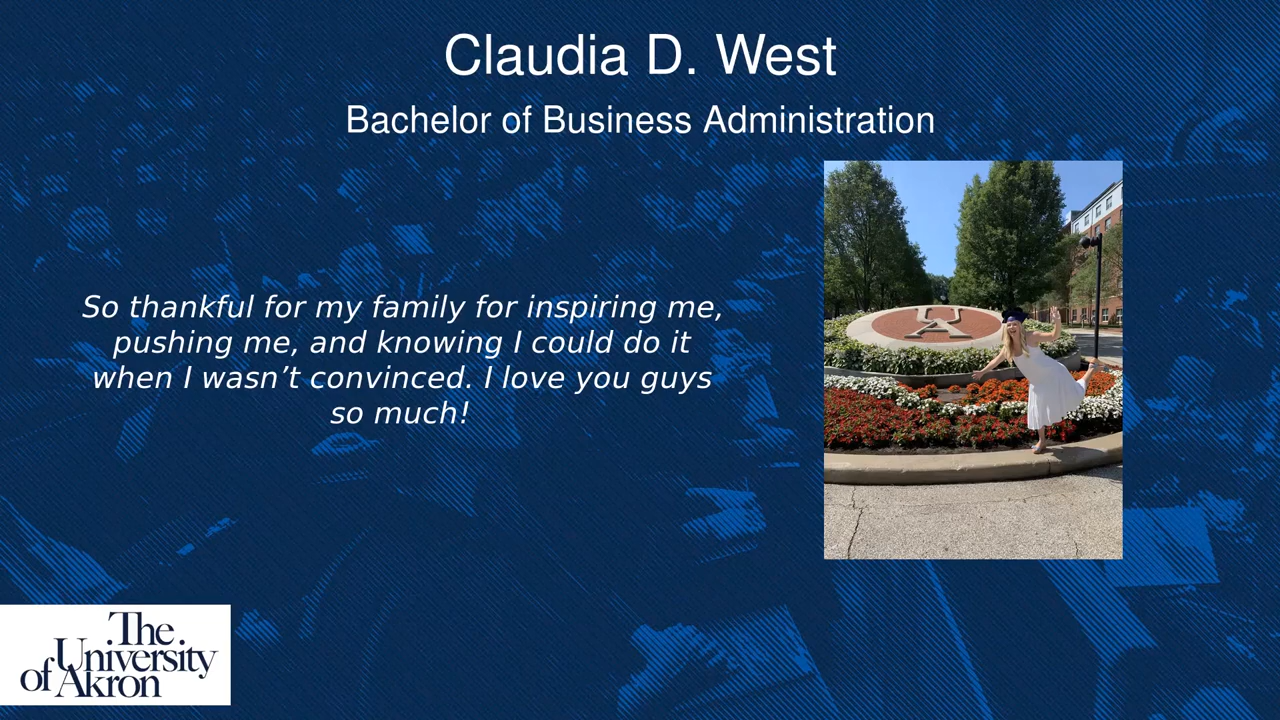 Claudia D. West
Bachelor of Business Administration
So thankful for my family for inspiring me,
pushing me, and knowing I could do it
when I wasn’t convinced. I love you guys
so much!
The
University
of Akron